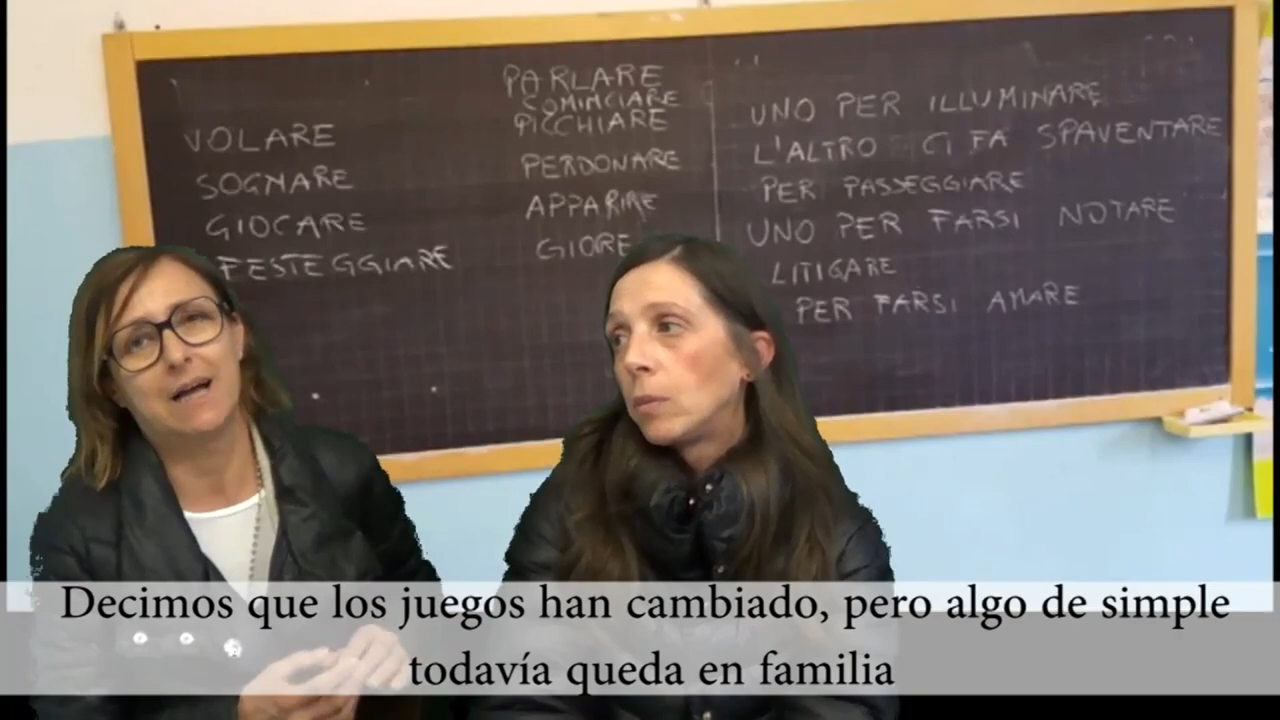 VOLARE
SOGNARE
GIOCARE
FESTEGGIARE
PARLARE
COMINCIARE
PICCHIARE
PERDONARE
APPARIRE
GIORE
UNO PER ILLUMINARE
L'ALTRO CI FA SPAVENTARE
PER PASSEGGIARE
UNO PER FARSI NOTARE
LITIGARE
PER FARSI AMARE
Decimos que los juegos han cambiado, pero algo de simple
todavía queda en familia